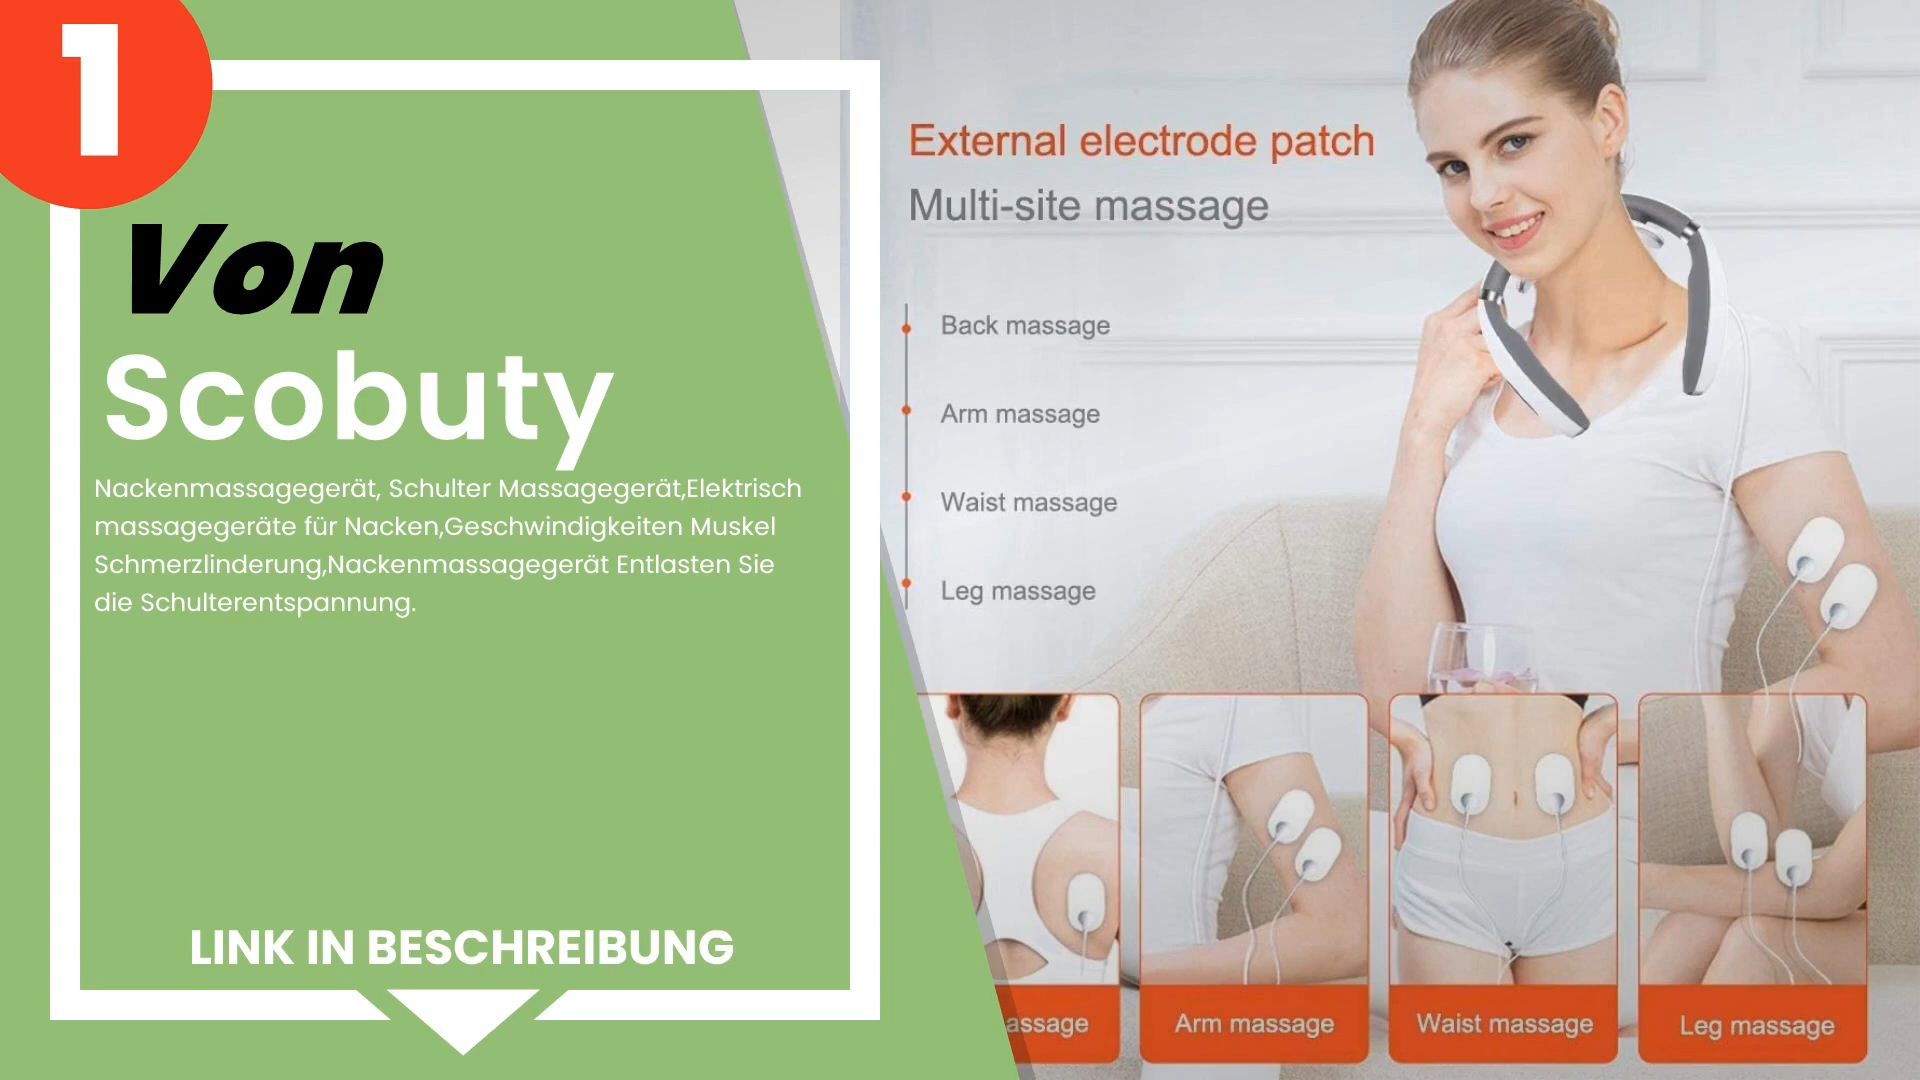 1
Von
Scobuty
Nackenmassagegerät, Schulter Massagegerät,Elektrisch
massagegeräte für Nacken,Geschwindigkeiten Muskel
Schmerzlinderung,Nackenmassagegerät Entlasten Sie
die Schulterentspannung.
LINK IN BESCHREIBUNG
External electrode patch
Multi-site massage
Back massage
Arm massage
Waist massage
Leg massage
assage
Arm massage
Waist massage
Leg massage